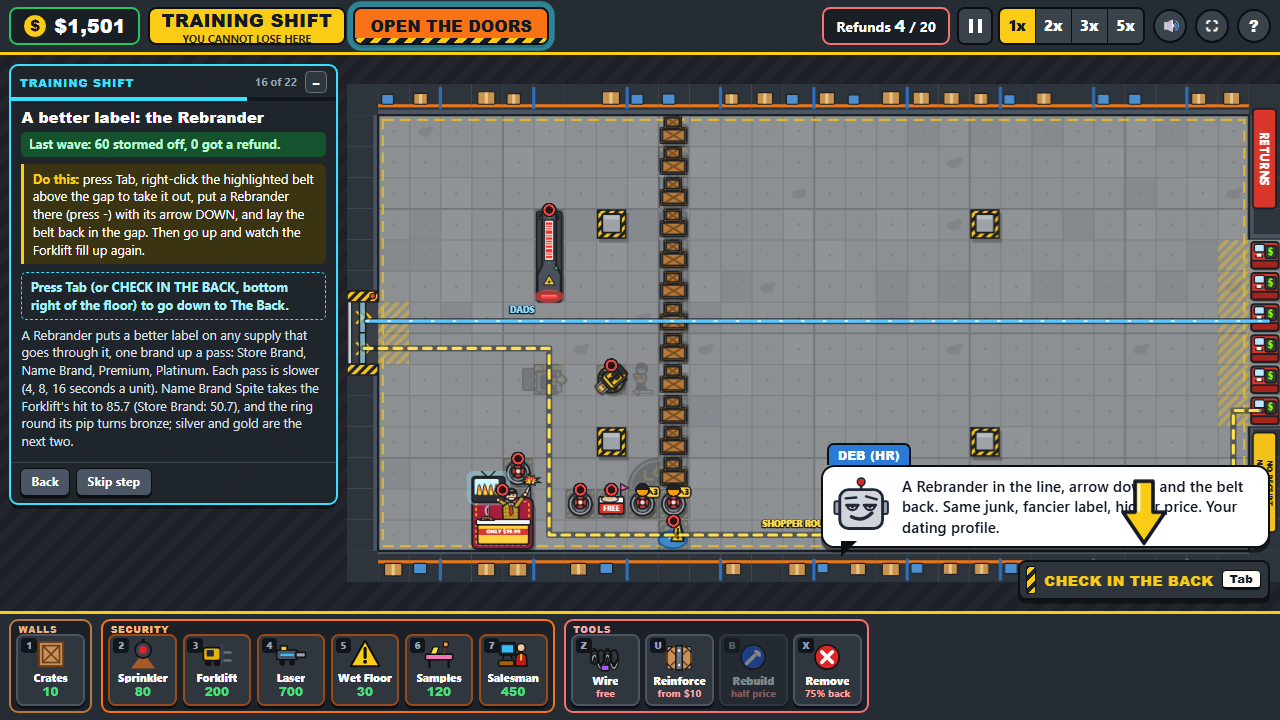 $ $1,501
TRAINING SHIFT
YOU CANNOT LOSE HERE
OPEN THE DOORS
Refunds 4 / 20
1x 2x 3x 5x
?
TRAINING SHIFT
16 of 22
A better label: the Rebrander
Last wave: 60 stormed off, 0 got a refund.
Do this: press Tab, right-click the highlighted belt
above the gap to take it out, put a Rebrander
there (press -) with its arrow DOWN, and lay the
belt back in the gap. Then go up and watch the
Forklift fill up again.
Press Tab (or CHECK IN THE BACK, bottom
right of the floor) to go down to The Back.
A Rebrander puts a better label on any supply that
goes through it, one brand up a pass: Store Brand,
Name Brand, Premium, Platinum. Each pass is slower
(4, 8, 16 seconds a unit). Name Brand Spite takes the
Forklift's hit to 85.7 (Store Brand: 50.7), and the ring
round its pip turns bronze; silver and gold are the
next two.
Back
Skip step
RETURNS
DADS
FREE
ONLY $19.99
SHOPPER ROU
DEB (HR)
A Rebrander in the line, arrow down and the belt
back. Same junk, fancier label, higher price. Your
dating profile.
CHECK IN THE BACK Tab
WALLS
1
Crates
10
SECURITY
2
Sprinkler
80
3
Forklift
200
4
Laser
700
5
Wet Floor
30
6
Samples
120
7
Salesman
450
TOOLS
Z
Wire
free
U
Reinforce
from $10
B
Rebuild
half price
X
Remove
75% back